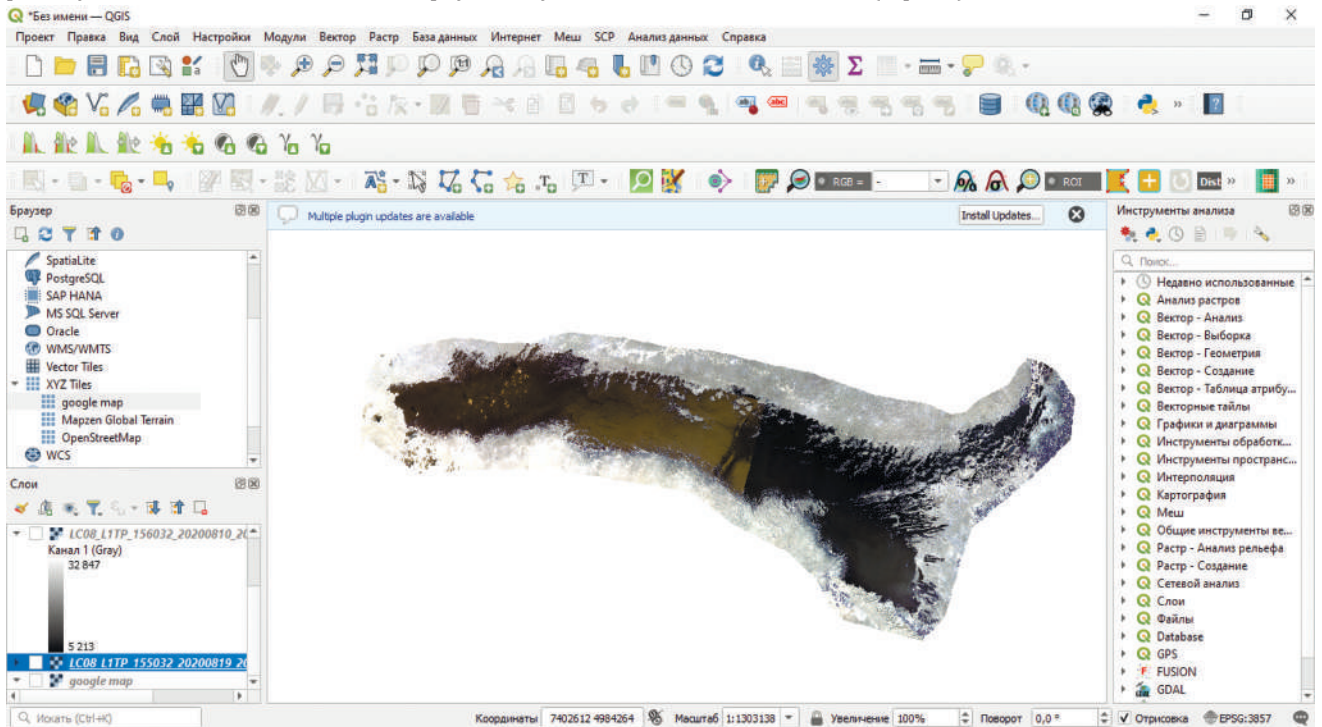 *Без имени — QGIS
Проект Правка Вид Слой Настройки Модули Вектор Растр База данных Интернет Меш SCP Анализ данных Справка
RGB = -
ROI
Dist »
Браузер
Multiple plugin updates are available
Install Updates...
Инструменты анализа
SpatiaLite
PostgreSQL
SAP HANA
MS SQL Server
Oracle
WMS/WMTS
Vector Tiles
XYZ Tiles
google map
Mapzen Global Terrain
OpenStreetMap
WCS
Слои
LC08_L1TP_156032_20200810_20
Канал 1 (Gray)
32 847
5 213
LC08_L1TP_155032_20200819_20
google map
Поиск...
Недавно использованные
Анализ растров
Вектор - Анализ
Вектор - Выборка
Вектор - Геометрия
Вектор - Создание
Вектор - Таблица атрибу...
Векторные тайлы
Графики и диаграммы
Инструменты обработк...
Инструменты пространс...
Интерполяция
Картография
Меш
Общие инструменты ве...
Растр - Анализ рельефа
Растр - Создание
Сетевой анализ
Слои
Файлы
Database
GPS
FUSION
GDAL
Искать (Ctrl+K)
Координаты 7402612 4984264 Масштаб 1:1303138 Увеличение 100% Поворот 0,0 ° Отрисовка EPSG:3857